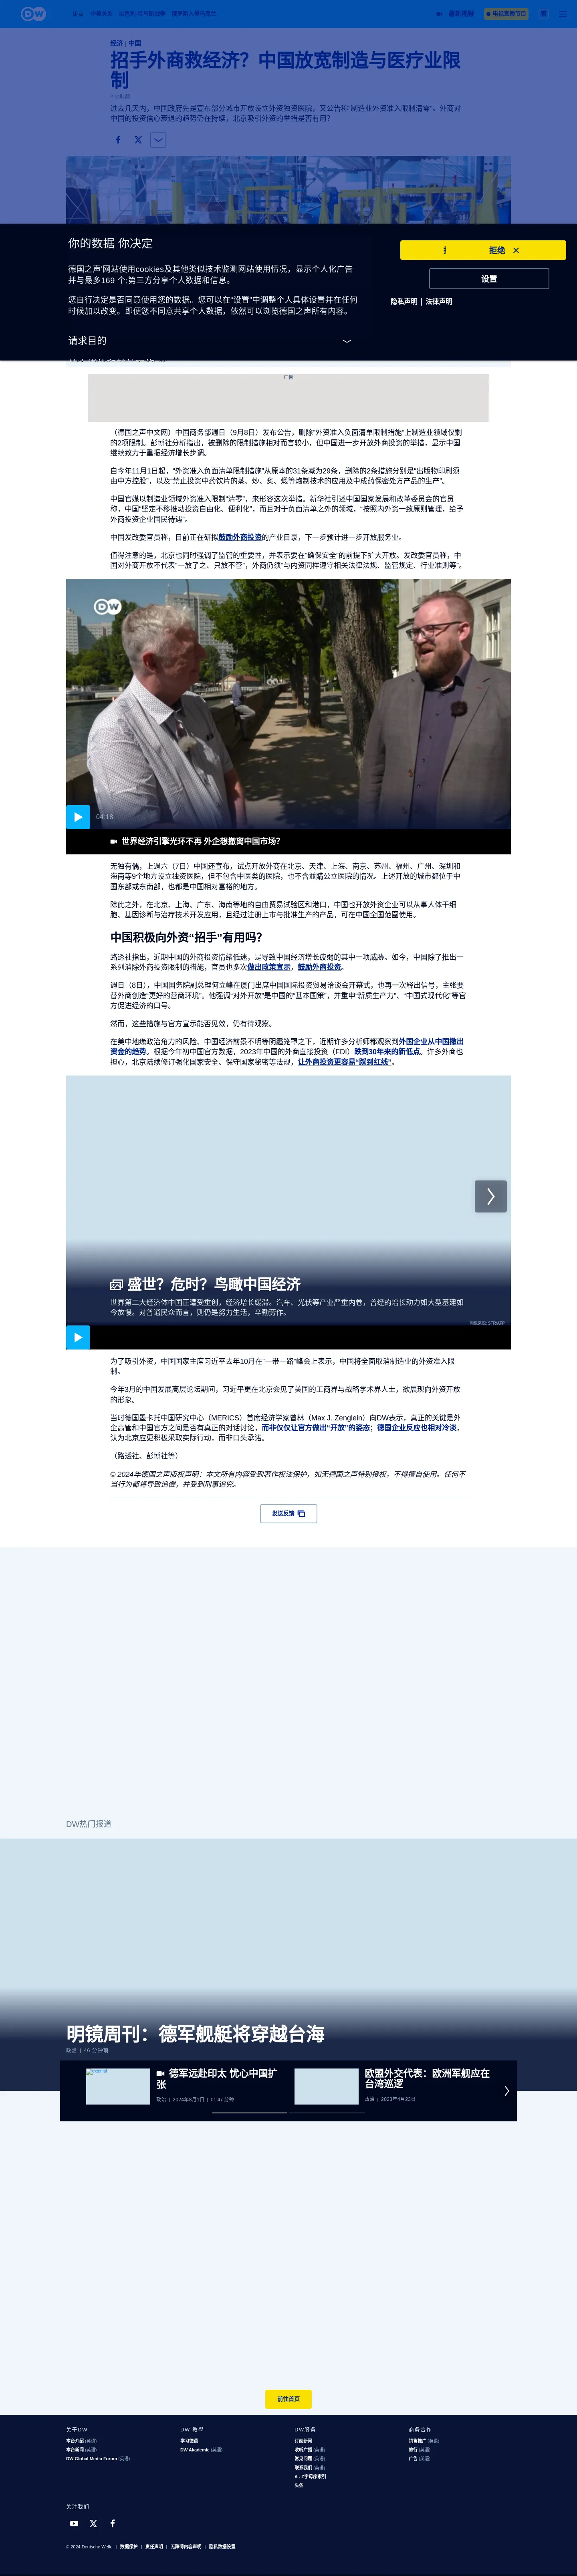 DW
最新视频
电视直播节目
经济 | 中国
招手外商救经济？中国放宽制造与医疗业限
制
过去几天内，中国政府先是宣布部分城市开放设立外资独资医院，又公告称"制造业外资准入限制清零"。外商对
中国的投资信心衰退的趋势仍在持续，北京吸引外资的举措是否有用？
你的数据 你决定
德国之声'网站使用cookies及其他类似技术监测网站使用情况，显示个人化广告
并与最多169 个;第三方分享个人数据和信息。
您自行决定是否同意使用您的数据。您可以在"设置"中调整个人具体设置并在任何
时候加以改变。即便您不同意共享个人数据，依然可以浏览德国之声所有内容。
请求目的
拒绝
设置
隐私声明 | 法律声明
广告
（德国之声中文网）中国商务部週日（9月8日）发布公告，删除"外资准入负面清单限制措施"上制造业领域仅剩
的2项限制。彭博社分析指出，被删除的限制措施相对而言较小，但中国进一步开放外商投资的举措，显示中国
继续致力于重振经济增长步调。
自今年11月1日起，"外资准入负面清单限制措施"从原本的31条减为29条，删除的2条措施分别是"出版物印刷须
由中方控股"，以及"禁止投资中药饮片的蒸、炒、炙、煅等炮制技术的应用及中成药保密处方产品的生产"。
中国官媒以制造业领域外资准入限制"清零"，来形容这次举措。新华社引述中国国家发展和改革委员会的官员
称，中国"坚定不移推动投资自由化、便利化"，而且对于负面清单之外的领域，"按照内外资一致原则管理，给予
外商投资企业国民待遇"。
中国发改委官员称，目前正在研拟鼓励外商投资的产业目录，下一步预计进一步开放服务业。
值得注意的是，北京也同时强调了监管的重要性，并表示要在"确保安全"的前提下扩大开放。发改委官员称，中
国对外商开放不代表"一放了之、只放不管"，外商仍须"与内资同样遵守相关法律法规、监管规定、行业准则等"。
DW
04:18
世界经济引擎光环不再 外企想撤离中国市场？
无独有偶，上週六（7日）中国还宣布，试点开放外商在北京、天津、上海、南京、苏州、福州、广州、深圳和
海南等9个地方设立独资医院，但不包含中医类的医院，也不含並購公立医院的情况。上述开放的城市都位于中
国东部或东南部，也都是中国相对富裕的地方。
除此之外，在北京、上海、广东、海南等地的自由贸易试验区和港口，中国也开放外资企业可以从事人体干细
胞、基因诊断与治疗技术开发应用，且经过注册上市与批准生产的产品，可在中国全国范围使用。
中国积极向外资"招手"有用吗？
路透社指出，近期中国的外商投资情绪低迷，是导致中国经济增长疲弱的其中一项威胁。如今，中国除了推出一
系列消除外商投资限制的措施，官员也多次做出政策宣示，鼓励外商投资。
週日（8日），中国国务院副总理何立峰在厦门出席中国国际投资贸易洽谈会开幕式，也再一次释出信号，主张要
替外商创造"更好的营商环境"。他强调"对外开放"是中国的"基本国策"，并重申"新质生产力"、"中国式现代化"等官
方促进经济的口号。
然而，这些措施与官方宣示能否见效，仍有待观察。
在美中地缘政治角力的风险、中国经济前景不明等阴霾笼罩之下，近期许多分析师都观察到外国企业从中国撤出
资金的趋势。根据今年初中国官方数据，2023年中国的外商直接投资（FDI）跌到30年来的新低点。许多外商也
担心，北京陆续修订强化国家安全、保守国家秘密等法规，让外商投资更容易"踩到红线"。
盛世？危时？鸟瞰中国经济
世界第二大经济体中国正遭受重创，经济增长缓滞。汽车、光伏等产业严重内卷，曾经的增长动力如大型基建如
今放慢。对普通民众而言，则仍是努力生活，辛勤劳作。
图像来源: STR/AFP
为了吸引外资，中国国家主席习近平去年10月在"一带一路"峰会上表示，中国将全面取消制造业的外资准入限
制。
今年3月的中国发展高层论坛期间，习近平更在北京会见了美国的工商界与战略学术界人士，欲展现向外资开放
的形象。
当时德国墨卡托中国研究中心（MERICS）首席经济学家曾林（Max J. Zenglein）向DW表示，真正的关键是外
企高管和中国官方之间是否有真正的对话讨论，而非仅仅让官方做出"开放"的姿态；德国企业反应也相对冷淡，
认为北京应更积极采取实际行动，而非口头承诺。
（路透社、彭博社等）
© 2024年德国之声版权声明：本文所有内容受到著作权法保护，如无德国之声特别授权，不得擅自使用。任何不
当行为都将导致追偿，并受到刑事追究。
发送反馈
DW热门报道
明镜周刊：德军舰艇将穿越台海
政治 | 46 分钟前
德军远赴印太 忧心中国扩
张
政治 | 2024年8月1日 | 01:47 分钟
欧盟外交代表：欧洲军舰应在
台湾巡逻
政治 | 2023年4月23日
前往首页
关于DW
本台介绍 (英语)
本台新闻 (英语)
DW Global Media Forum (英语)
DW 教學
学习德语
DW Akademie (英语)
DW服务
订阅新闻
收听广播 (英语)
常见问题 (英语)
联系我们 (英语)
A - Z字母序索引
头条
商务合作
销售推广 (英语)
旅行 (英语)
广告 (英语)
关注我们
© 2024 Deutsche Welle | 数据保护 | 责任声明 | 无障碍内容声明 | 隐私数据设置